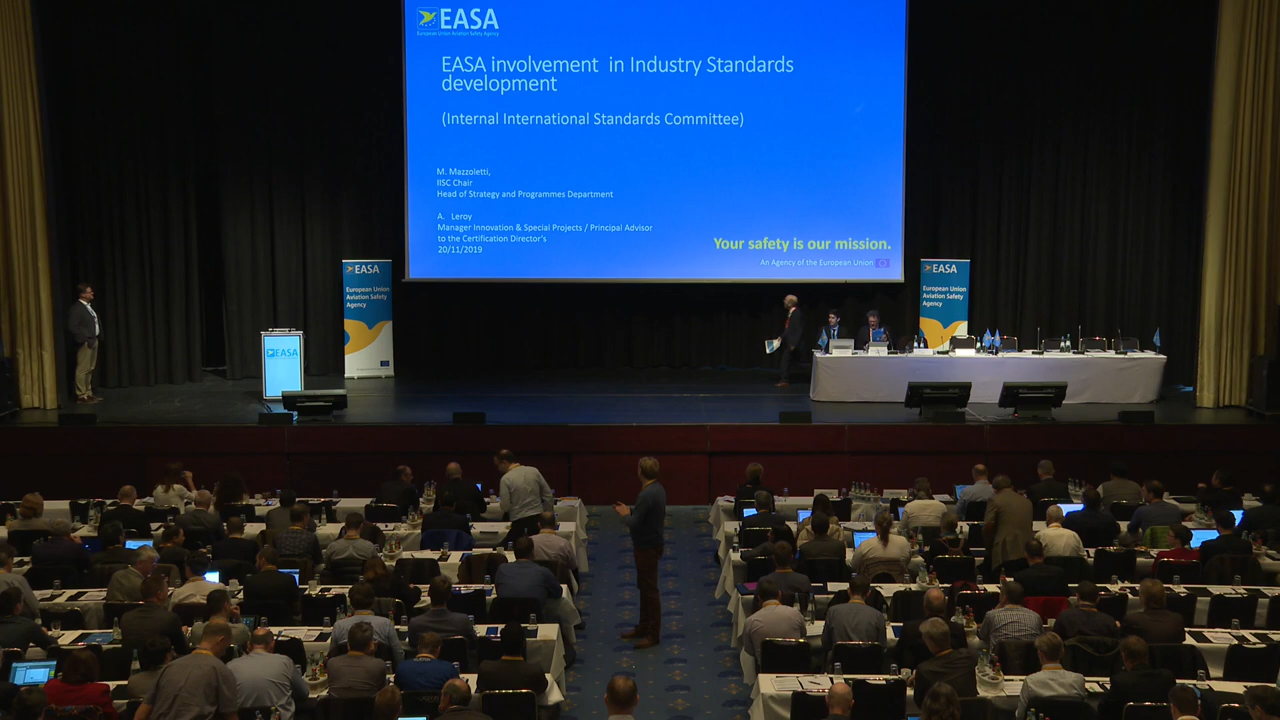 EASA
European Union Aviation Safety Agency
EASA involvement in Industry Standards
development
(Internal International Standards Committee)
M. Mazzoletti,
IISC Chair
Head of Strategy and Programmes Department
A. Leroy
Manager Innovation & Special Projects / Principal Advisor
to the Certification Director's
20/11/2019
Your safety is our mission.
An Agency of the European Union
EASA
European Union
Aviation Safety
Agency
EASA
EASA
European Union
Aviation Safety
Agency